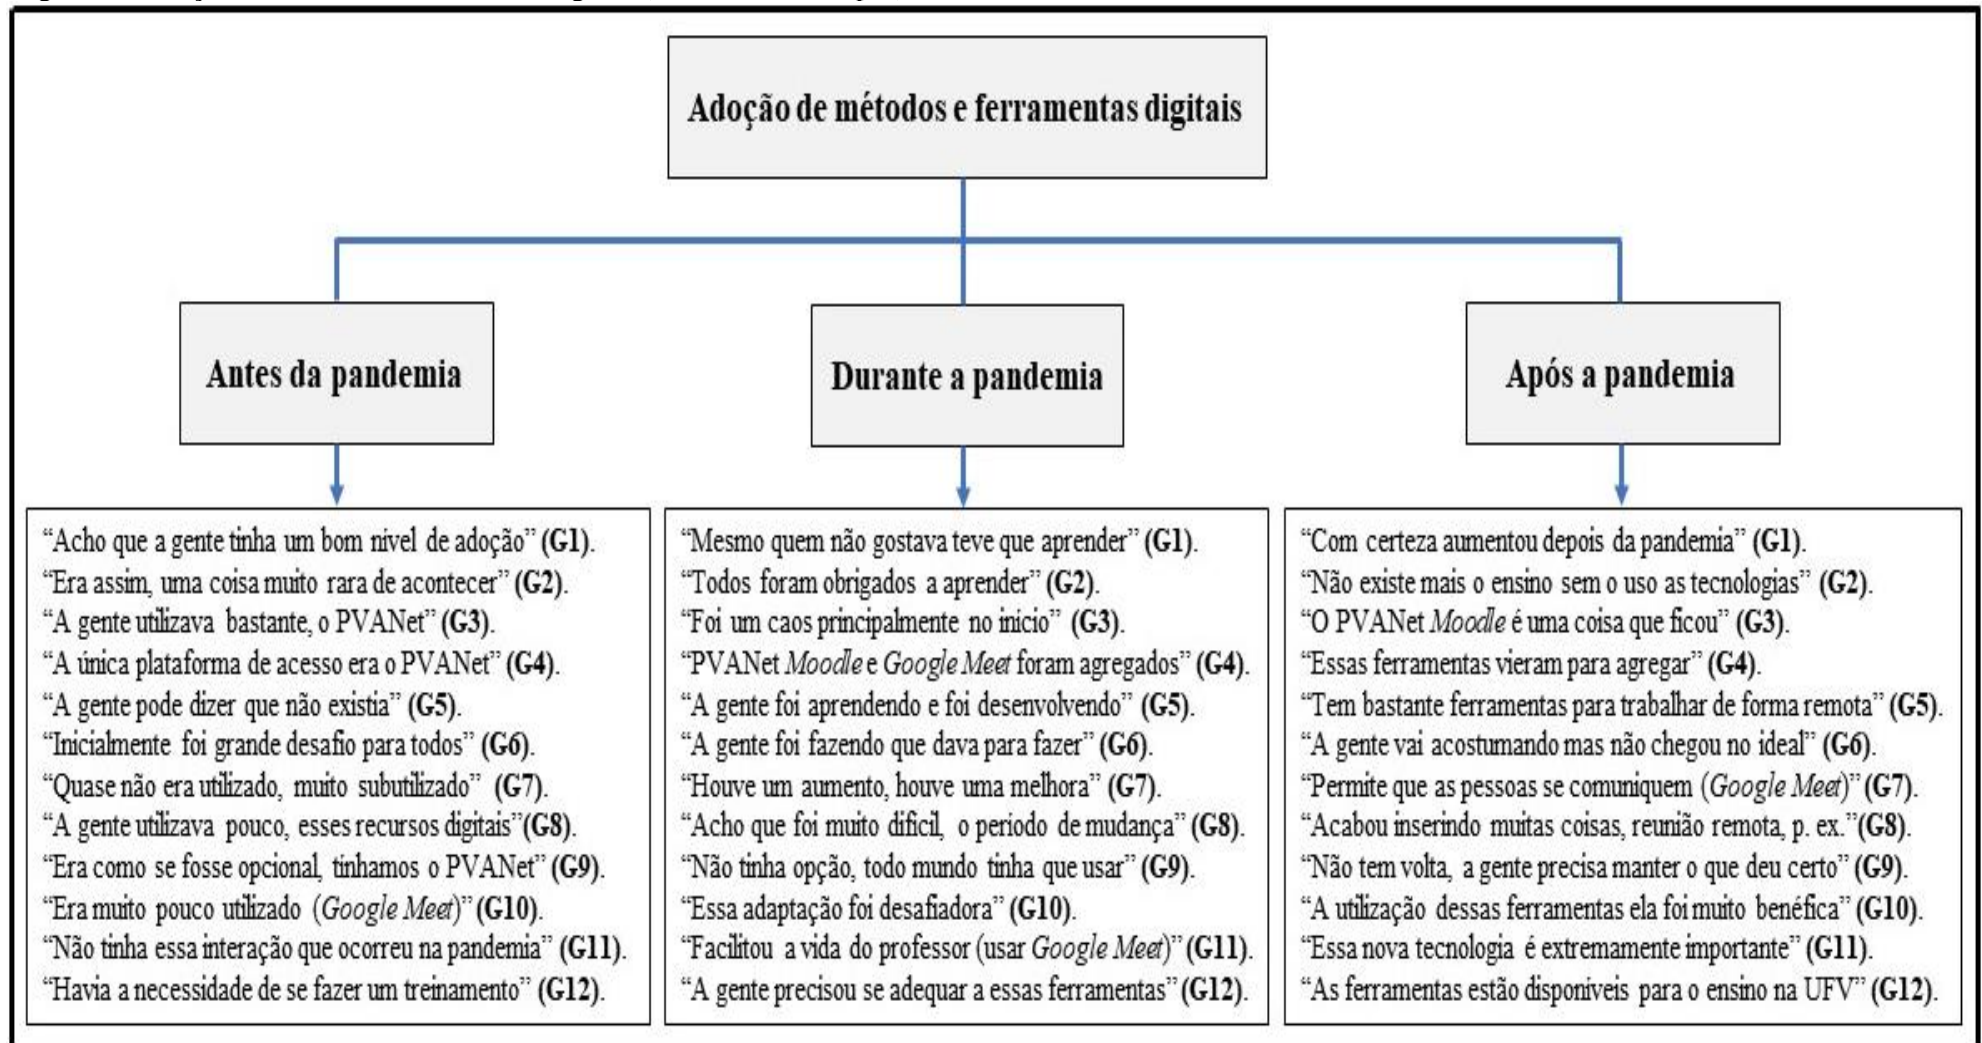 Adoção de métodos e ferramentas digitais
Antes da pandemia
Durante a pandemia
Após a pandemia
“Acho que a gente tinha um bom nivel de adoção” (G1).
“Era assim, uma coisa muito rara de acontecer” (G2).
“A gente utilizava bastante, o PVANet” (G3).
“A única plataforma de acesso era o PVANet” (G4).
“A gente pode dizer que não existia” (G5).
“Inicialmente foi grande desafio para todos” (G6).
“Quase não era utilizado, muito subutilizado” (G7).
“A gente utilizava pouco, esses recursos digitais”(G8).
“Era como se fosse opcional, tínhamos o PVANet” (G9).
“Era muito pouco utilizado (Google Meet)” (G10).
“Não tinha essa interação que ocorreu na pandemia” (G11).
“Havia a necessidade de se fazer um treinamento” (G12).
“Mesmo quem não gostava teve que aprender” (G1).
“Todos foram obrigados a aprender” (G2).
“Foi um caos principalmente no início” (G3).
“PVANet Moodle e Google Meet foram agregados” (G4).
“A gente foi aprendendo e foi desenvolvendo” (G5).
“A gente foi fazendo que dava para fazer” (G6).
“Houve um aumento, houve uma melhora” (G7).
“Acho que foi muito difícil, o período de mudança” (G8).
“Não tinha opção, todo mundo tinha que usar” (G9).
“Essa adaptação foi desafiadora” (G10).
“Facilitou a vida do professor (usar Google Meet)” (G11).
“A gente precisou se adequar a essas ferramentas” (G12).
“Com certeza aumentou depois da pandemia” (G1).
“Não existe mais o ensino sem o uso as tecnologias” (G2).
“O PVANet Moodle é uma coisa que ficou” (G3).
“Essas ferramentas vieram para agregar” (G4).
“Tem bastante ferramentas para trabalhar de forma remota” (G5).
“A gente vai acostumando mas não chegou no ideal” (G6).
“Permite que as pessoas se comuniquem (Google Meet)” (G7).
“Acabou inserindo muitas coisas, reunião remota, p. ex.”(G8).
“Não tem volta, a gente precisa manter o que deu certo” (G9).
“A utilização dessas ferramentas ela foi muito benéfica” (G10).
“Essa nova tecnologia é extremamente importante” (G11).
“As ferramentas estão disponíveis para o ensino na UFV” (G12).